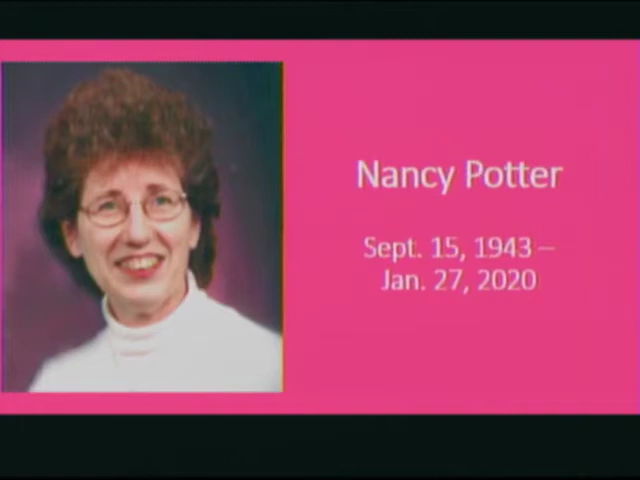 Nancy Potter
Sept. 15, 1943 –
Jan. 27, 2020